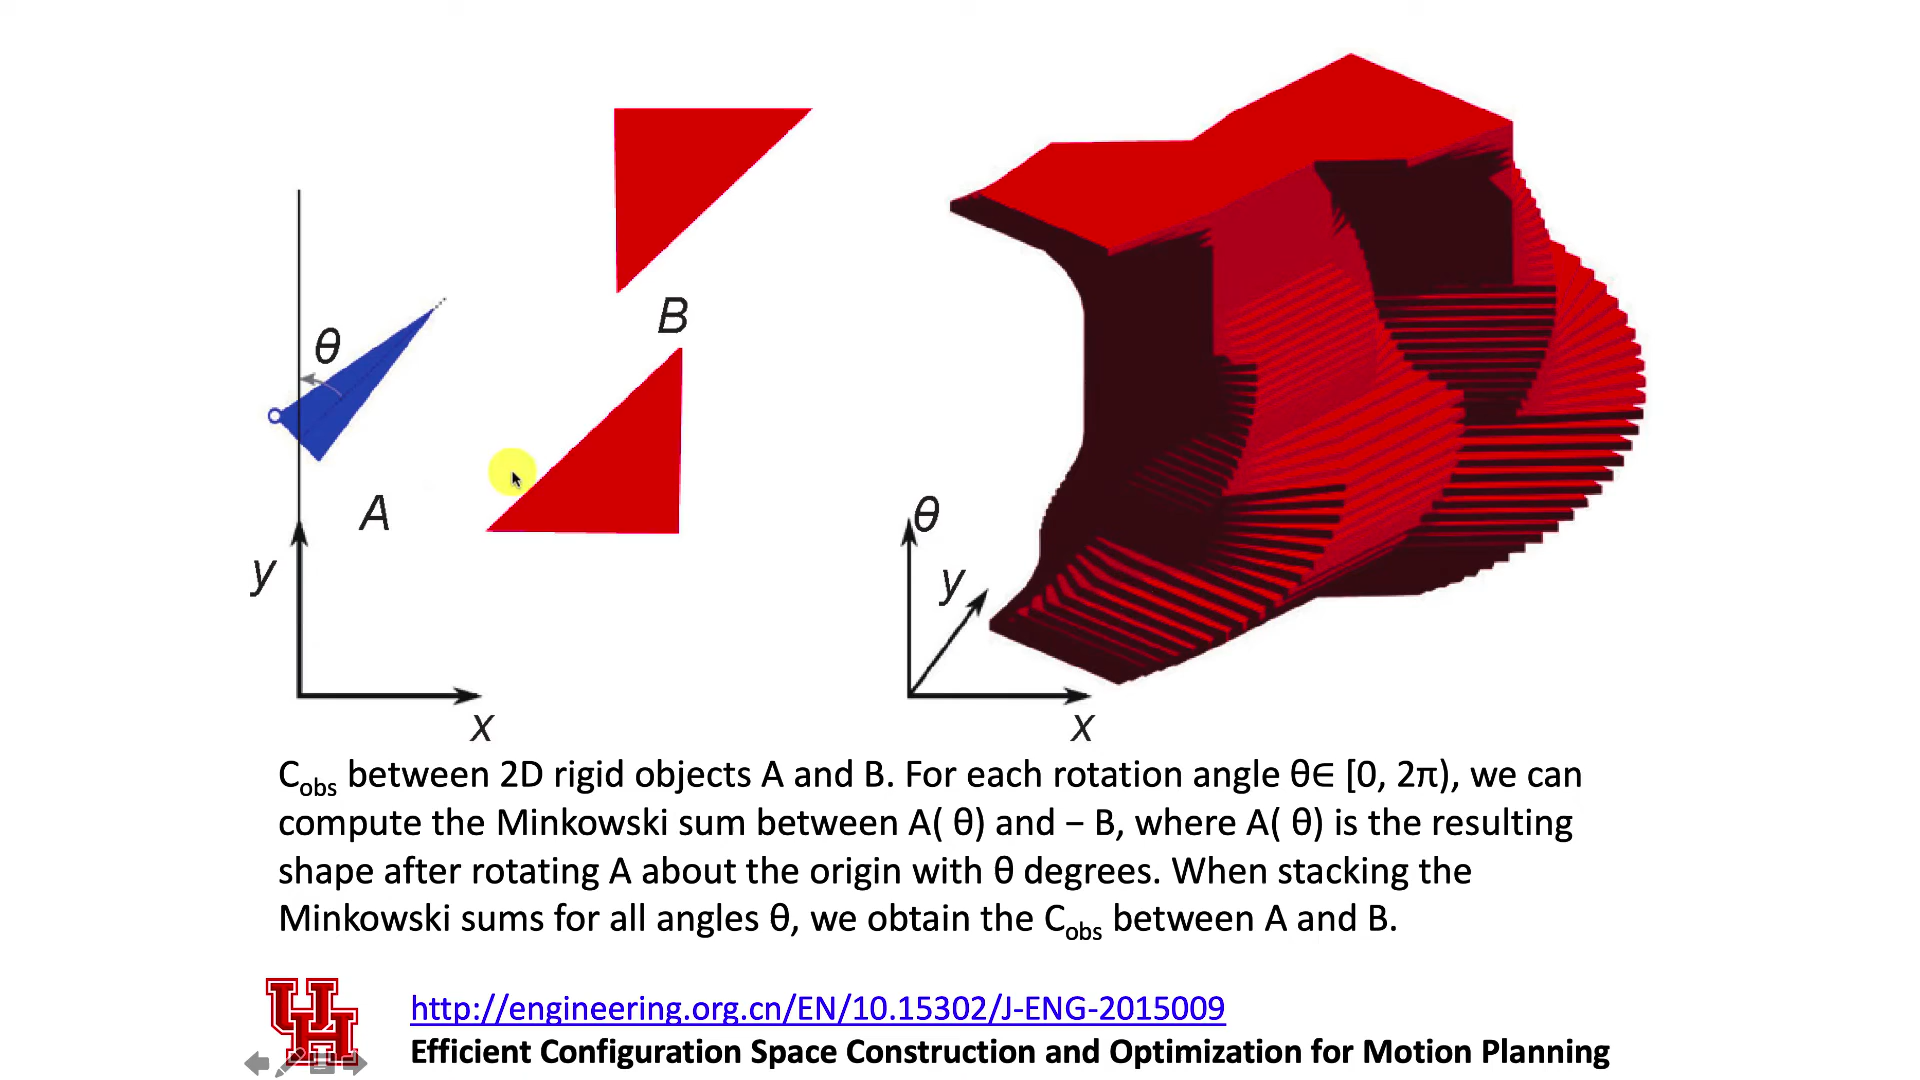 θ
B
A
y
x
θ
y
x
Cobs between 2D rigid objects A and B. For each rotation angle θ∈ [0, 2π), we can
compute the Minkowski sum between A( θ) and − B, where A( θ) is the resulting
shape after rotating A about the origin with θ degrees. When stacking the
Minkowski sums for all angles θ, we obtain the Cobs between A and B.
UH
http://engineering.org.cn/EN/10.15302/J-ENG-2015009
Efficient Configuration Space Construction and Optimization for Motion Planning